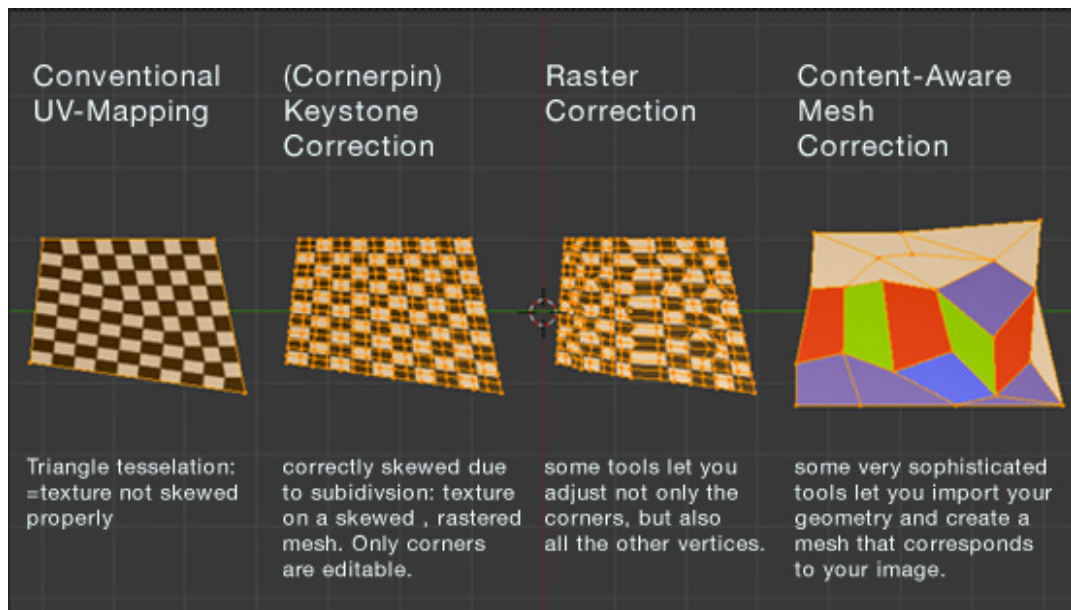 Conventional
UV-Mapping
(Cornerpin)
Keystone
Correction
Raster
Correction
Content-Aware
Mesh
Correction
Triangle tesselation:
=texture not skewed
properly
correctly skewed due
to subidivsion: texture
on a skewed , rastered
mesh. Only corners
are editable.
some tools let you
adjust not only the
corners, but also
all the other vertices.
some very sophisticated
tools let you import your
geometry and create a
mesh that corresponds
to your image.